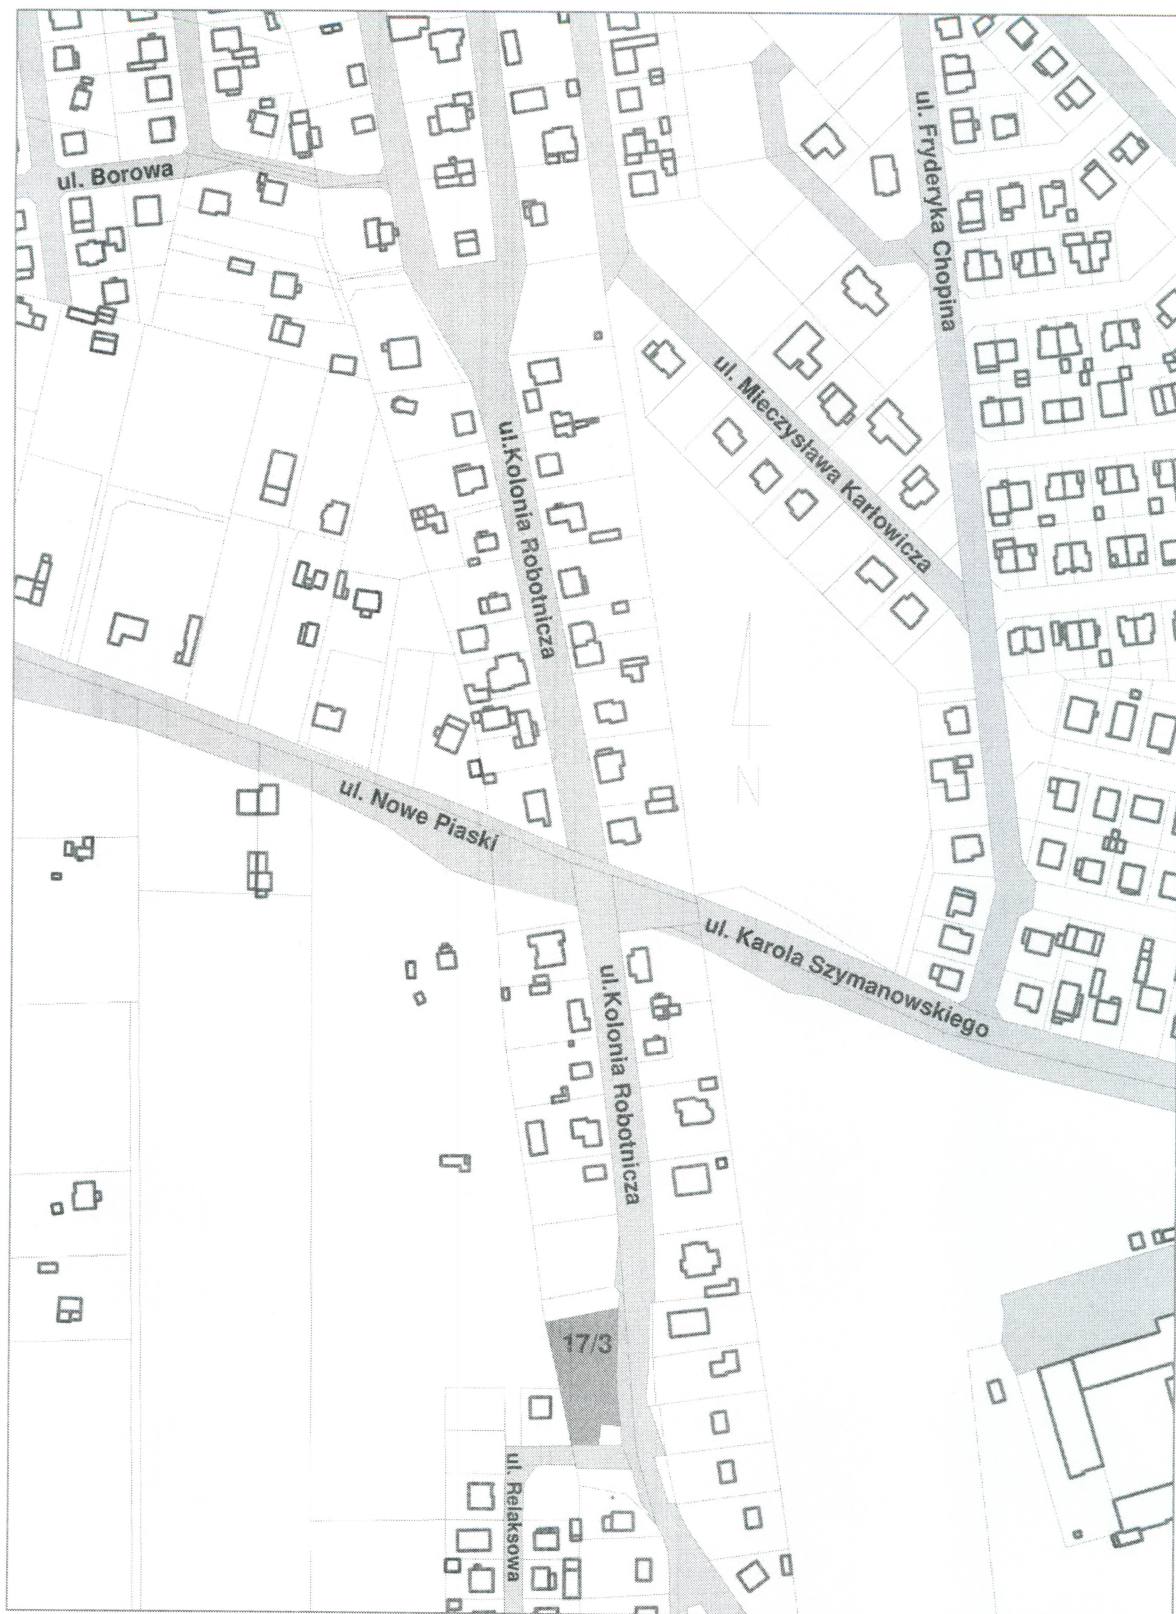 ul. Borowa
ul. Fryderyka Chopina
ul. Mieczysława Karłowicza
ul.Kolonia Robotnicza
N
ul. Nowe Piaski
ul. Karola Szymanowskiego
ul.Kolonia Robotnicza
17/3
ul. Relaksowa